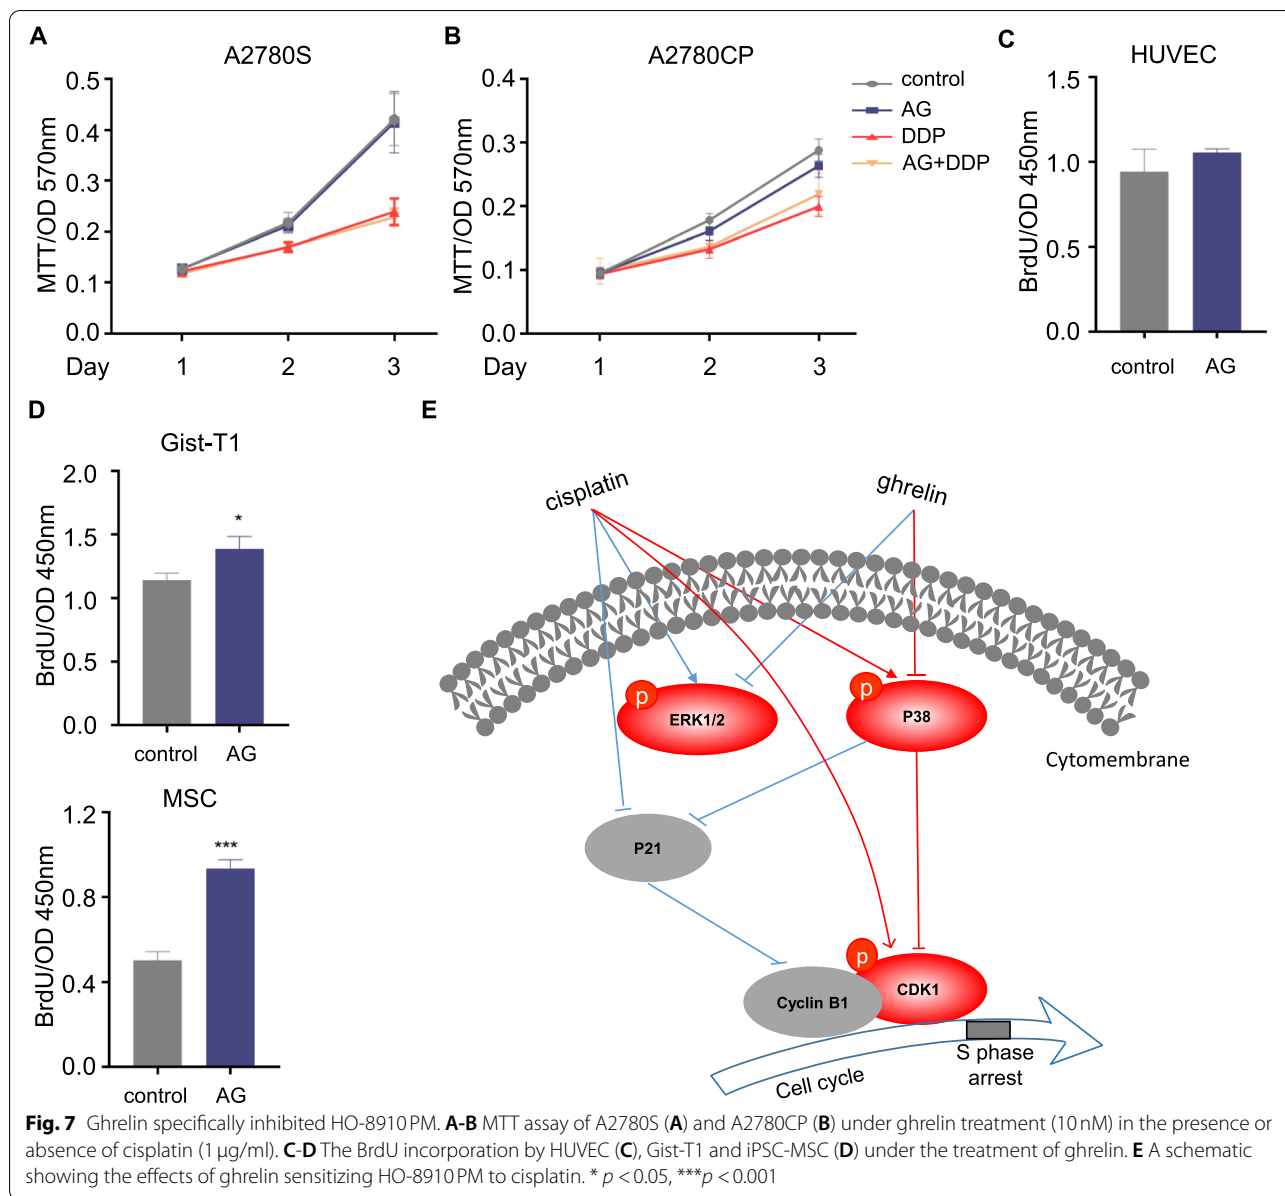 A
A2780S
MTT/OD 570nm
0.5
0.4
0.3
0.2
0.1
0.0
Day 1 2 3
B
A2780CP
MTT/OD 570nm
0.4
0.3
0.2
0.1
0.0
Day 1 2 3
control
AG
DDP
AG+DDP
C
HUVEC
BrdU/OD 450nm
1.5
1.0
0.5
0.0
control AG
D
Gist-T1
BrdU/OD 450nm
2.0
1.5
1.0
0.5
0.0
*
control AG
MSC
BrdU/OD 450nm
1.2
0.8
0.4
0.0
***
control AG
E
cisplatin
ghrelin
p
ERK1/2
p
P38
Cytomembrane
P21
p
Cyclin B1
CDK1
Cell cycle
S phase
arrest
Fig. 7 Ghrelin specifically inhibited HO-8910 PM. A-B MTT assay of A2780S (A) and A2780CP (B) under ghrelin treatment (10 nM) in the presence or
absence of cisplatin (1 μg/ml). C-D The BrdU incorporation by HUVEC (C), Gist-T1 and iPSC-MSC (D) under the treatment of ghrelin. E A schematic
showing the effects of ghrelin sensitizing HO-8910 PM to cisplatin. * p < 0.05, ***p < 0.001